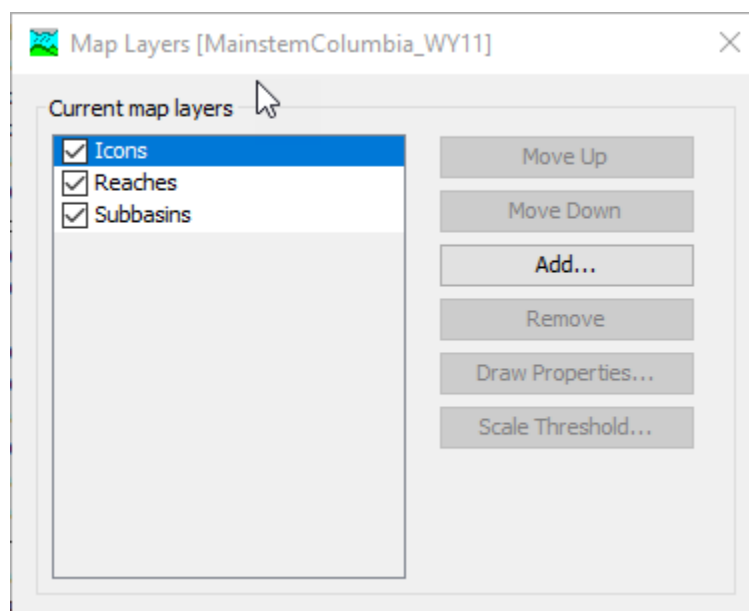 Map Layers [MainstemColumbia_WY11]
Current map layers
Icons
Reaches
Subbasins
Move Up
Move Down
Add...
Remove
Draw Properties...
Scale Threshold...